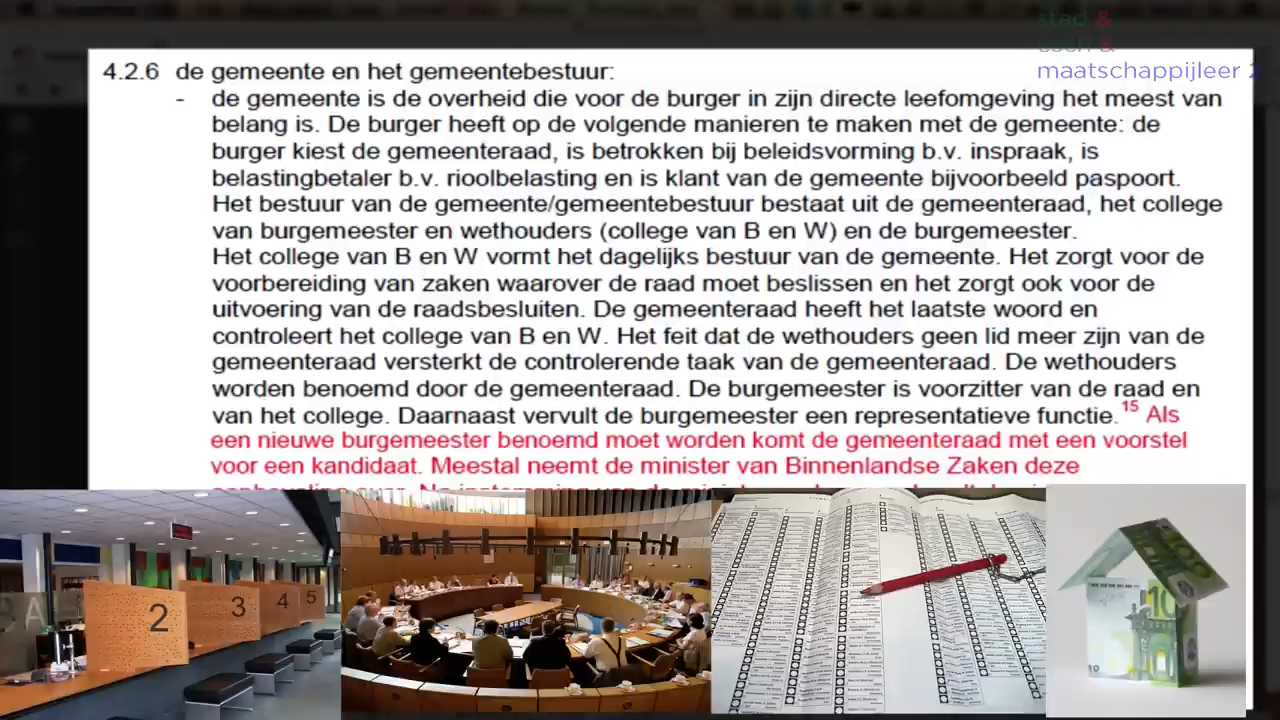 stad &
esch &
maatschappijleer 2
4.2.6 de gemeente en het gemeentebestuur:
- de gemeente is de overheid die voor de burger in zijn directe leefomgeving het meest van
belang is. De burger heeft op de volgende manieren te maken met de gemeente: de
burger kiest de gemeenteraad, is betrokken bij beleidsvorming b.v. inspraak, is
belastingbetaler b.v. rioolbelasting en is klant van de gemeente bijvoorbeeld paspoort.
Het bestuur van de gemeente/gemeentebestuur bestaat uit de gemeenteraad, het college
van burgemeester en wethouders (college van B en W) en de burgemeester.
Het college van B en W vormt het dagelijks bestuur van de gemeente. Het zorgt voor de
voorbereiding van zaken waarover de raad moet beslissen en het zorgt ook voor de
uitvoering van de raadsbesluiten. De gemeenteraad heeft het laatste woord en
controleert het college van B en W. Het feit dat de wethouders geen lid meer zijn van de
gemeenteraad versterkt de controlerende taak van de gemeenteraad. De wethouders
worden benoemd door de gemeenteraad. De burgemeester is voorzitter van de raad en
van het college. Daarnaast vervult de burgemeester een representatieve functie. 15 Als
een nieuwe burgemeester benoemd moet worden komt de gemeenteraad met een voorstel
voor een kandidaat. Meestal neemt de minister van Binnenlandse Zaken deze
A
2
3
4
5
10